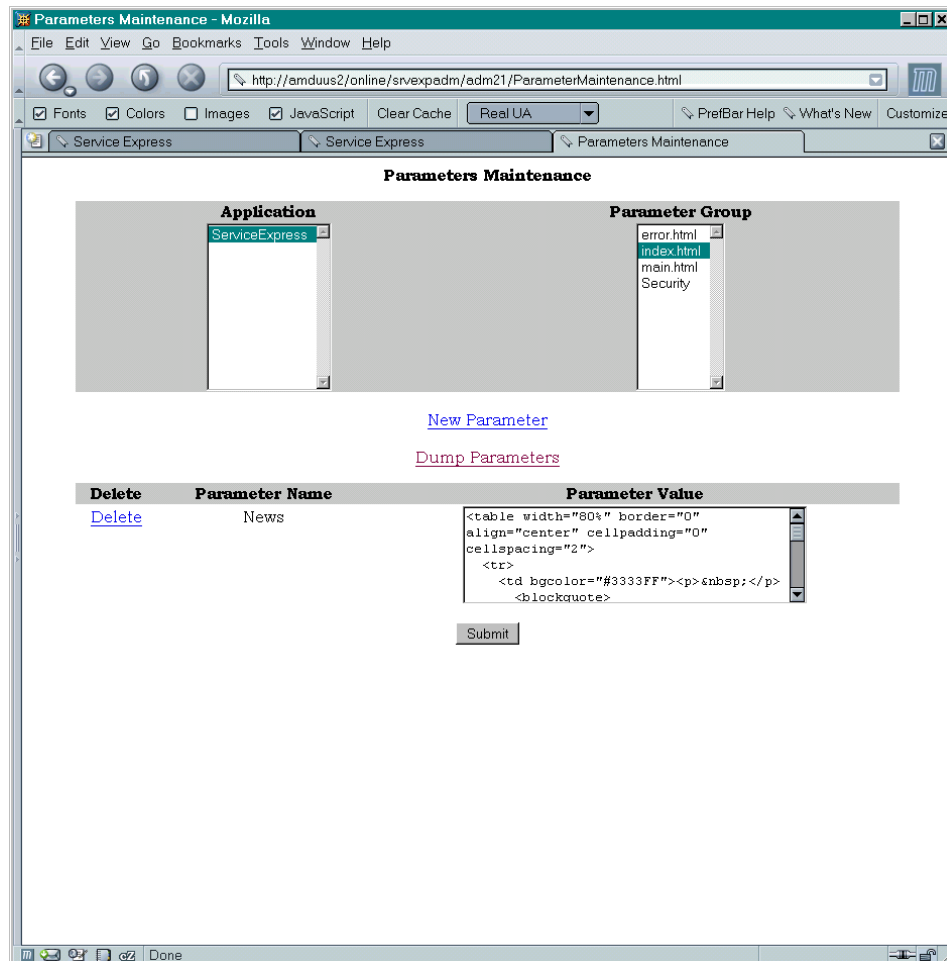 Parameters Maintenance - Mozilla
File Edit View Go Bookmarks Tools Window Help
http://amduus2/online/srvexpadm/adm21/ParameterMaintenance.html
Fonts Colors Images JavaScript Clear Cache Real UA PrefBar Help What's New Customize
Service Express Service Express Parameters Maintenance
Parameters Maintenance
Application Parameter Group
ServiceExpress
error.html
index.html
main.html
Security
New Parameter
Dump Parameters
Delete Parameter Name Parameter Value
Delete News
<table width="80%" border="0"
align="center" cellpadding="0"
cellspacing="2">
<tr>
<td bgcolor="#3333FF"><p>&nbsp;</p>
<blockquote>
Submit
Done